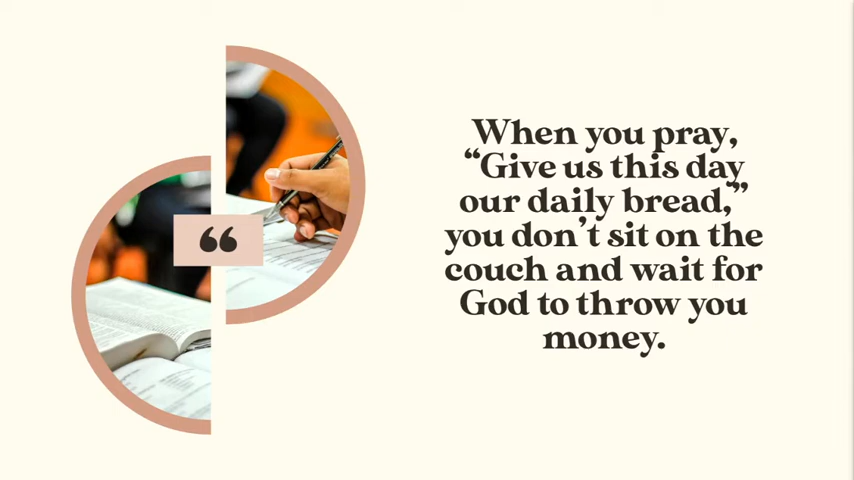 “
When you pray,
“Give us this day
our daily bread,”
you don’t sit on the
couch and wait for
God to throw you
money.